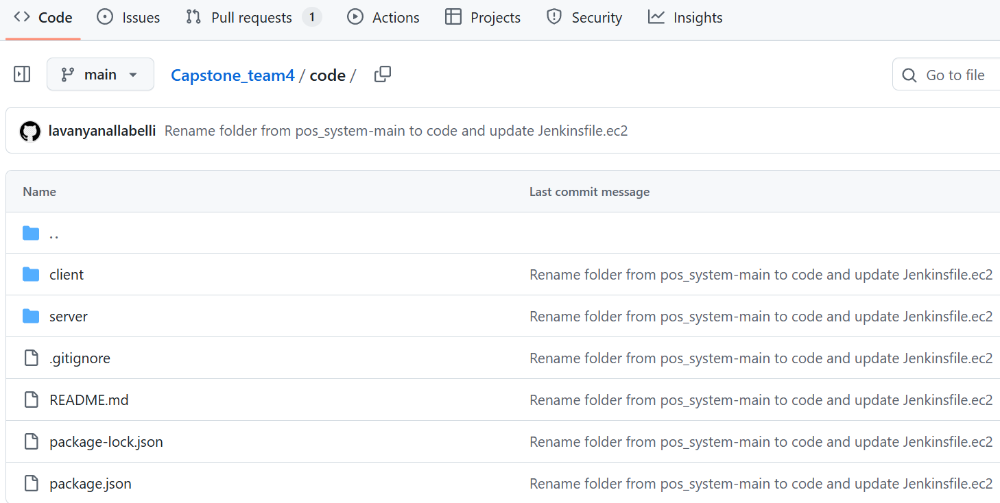 Code Issues Pull requests 1 Actions Projects Security Insights
main Capstone_team4 / code / Go to file
lavanyanallabelli Rename folder from pos_system-main to code and update Jenkinsfile.ec2
Name Last commit message
..
client Rename folder from pos_system-main to code and update Jenkinsfile.ec2
server Rename folder from pos_system-main to code and update Jenkinsfile.ec2
.gitignore Rename folder from pos_system-main to code and update Jenkinsfile.ec2
README.md Rename folder from pos_system-main to code and update Jenkinsfile.ec2
package-lock.json Rename folder from pos_system-main to code and update Jenkinsfile.ec2
package.json Rename folder from pos_system-main to code and update Jenkinsfile.ec2